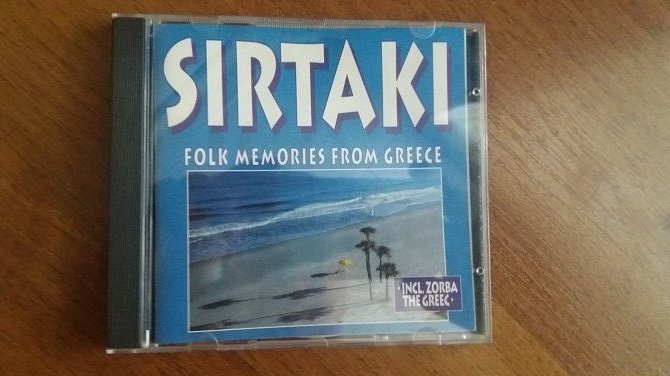 SIRTAKI
FOLK MEMORIES FROM GREECE
· INCL. ZORBA
THE GREEC ·